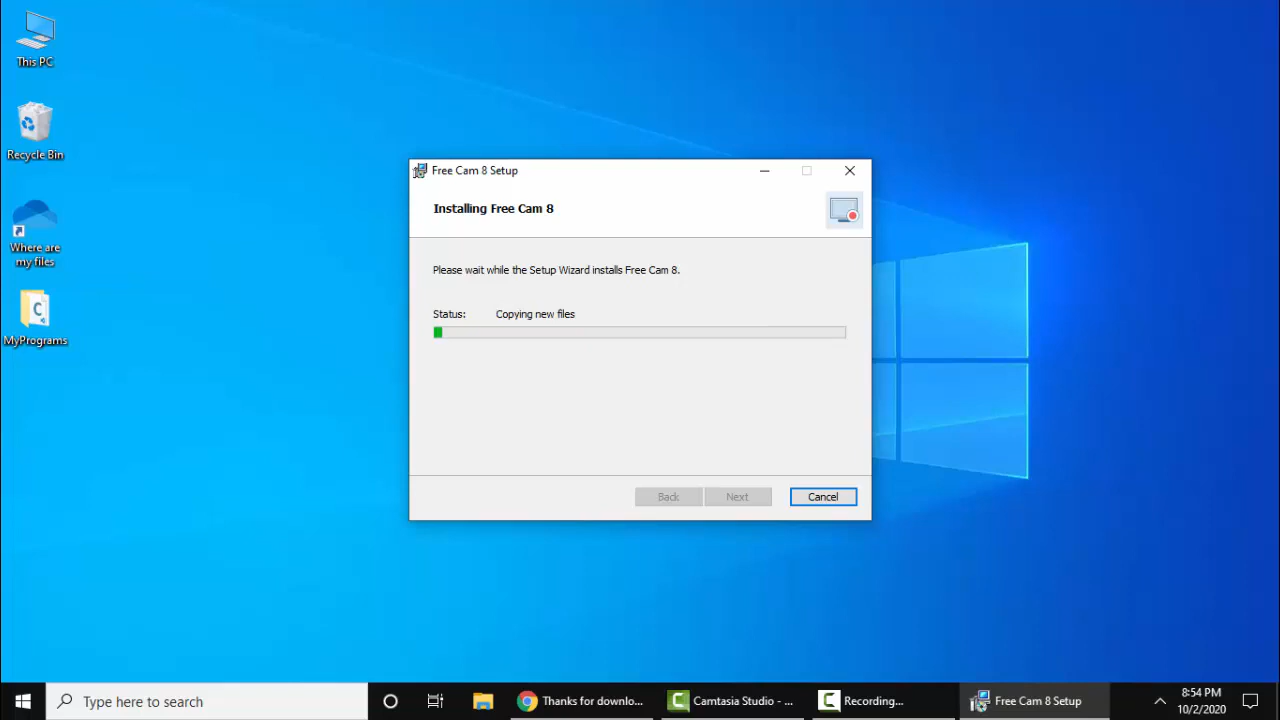 This PC
Recycle Bin
Where are
my files
C
MyPrograms
Free Cam 8 Setup
Installing Free Cam 8
Please wait while the Setup Wizard installs Free Cam 8.
Status: Copying new files
Back Next Cancel
Type here to search
Thanks for downlo...
C Camtasia Studio - ...
C Recording...
Free Cam 8 Setup
8:54 PM
10/2/2020